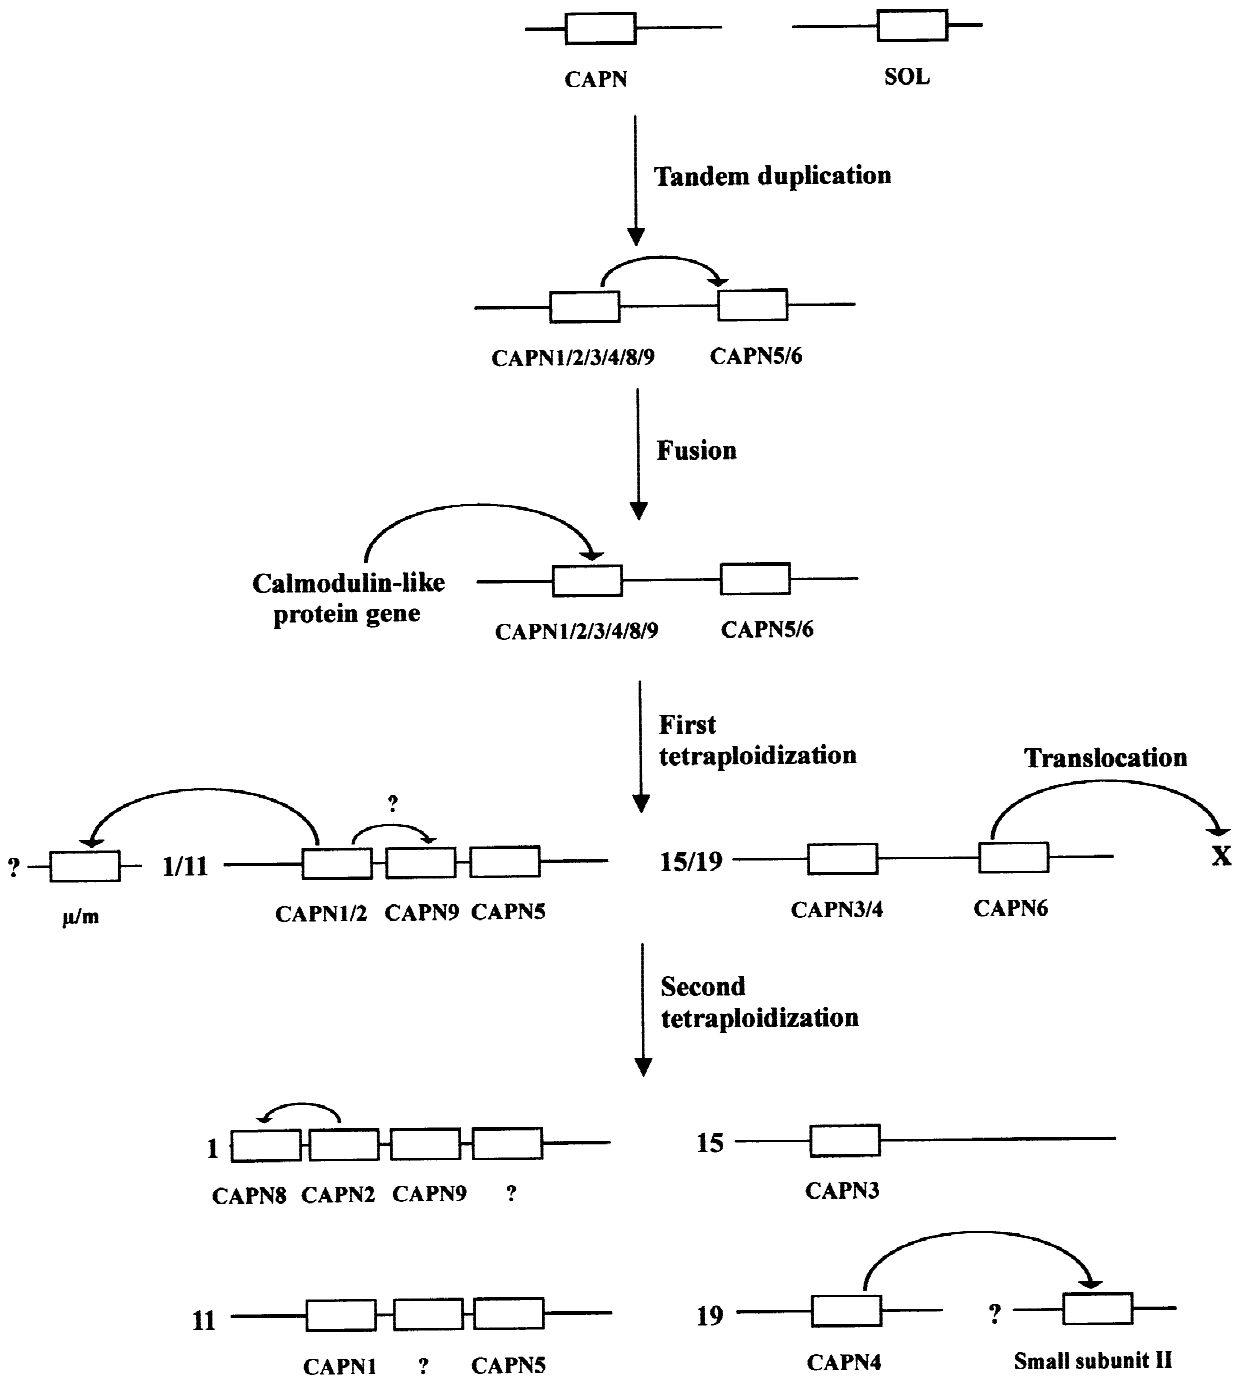 CAPN
SOL
Tandem duplication
CAPN1/2/3/4/8/9
CAPN5/6
Fusion
Calmodulin-like
protein gene
CAPN1/2/3/4/8/9
CAPN5/6
First
tetraploidization
Translocation
?
?
1/11
15/19
X
μ/m
CAPN1/2
CAPN9
CAPN5
CAPN3/4
CAPN6
Second
tetraploidization
1
15
CAPN8
CAPN2
CAPN9
?
CAPN3
11
19
?
CAPN1
?
CAPN5
CAPN4
Small subunit II